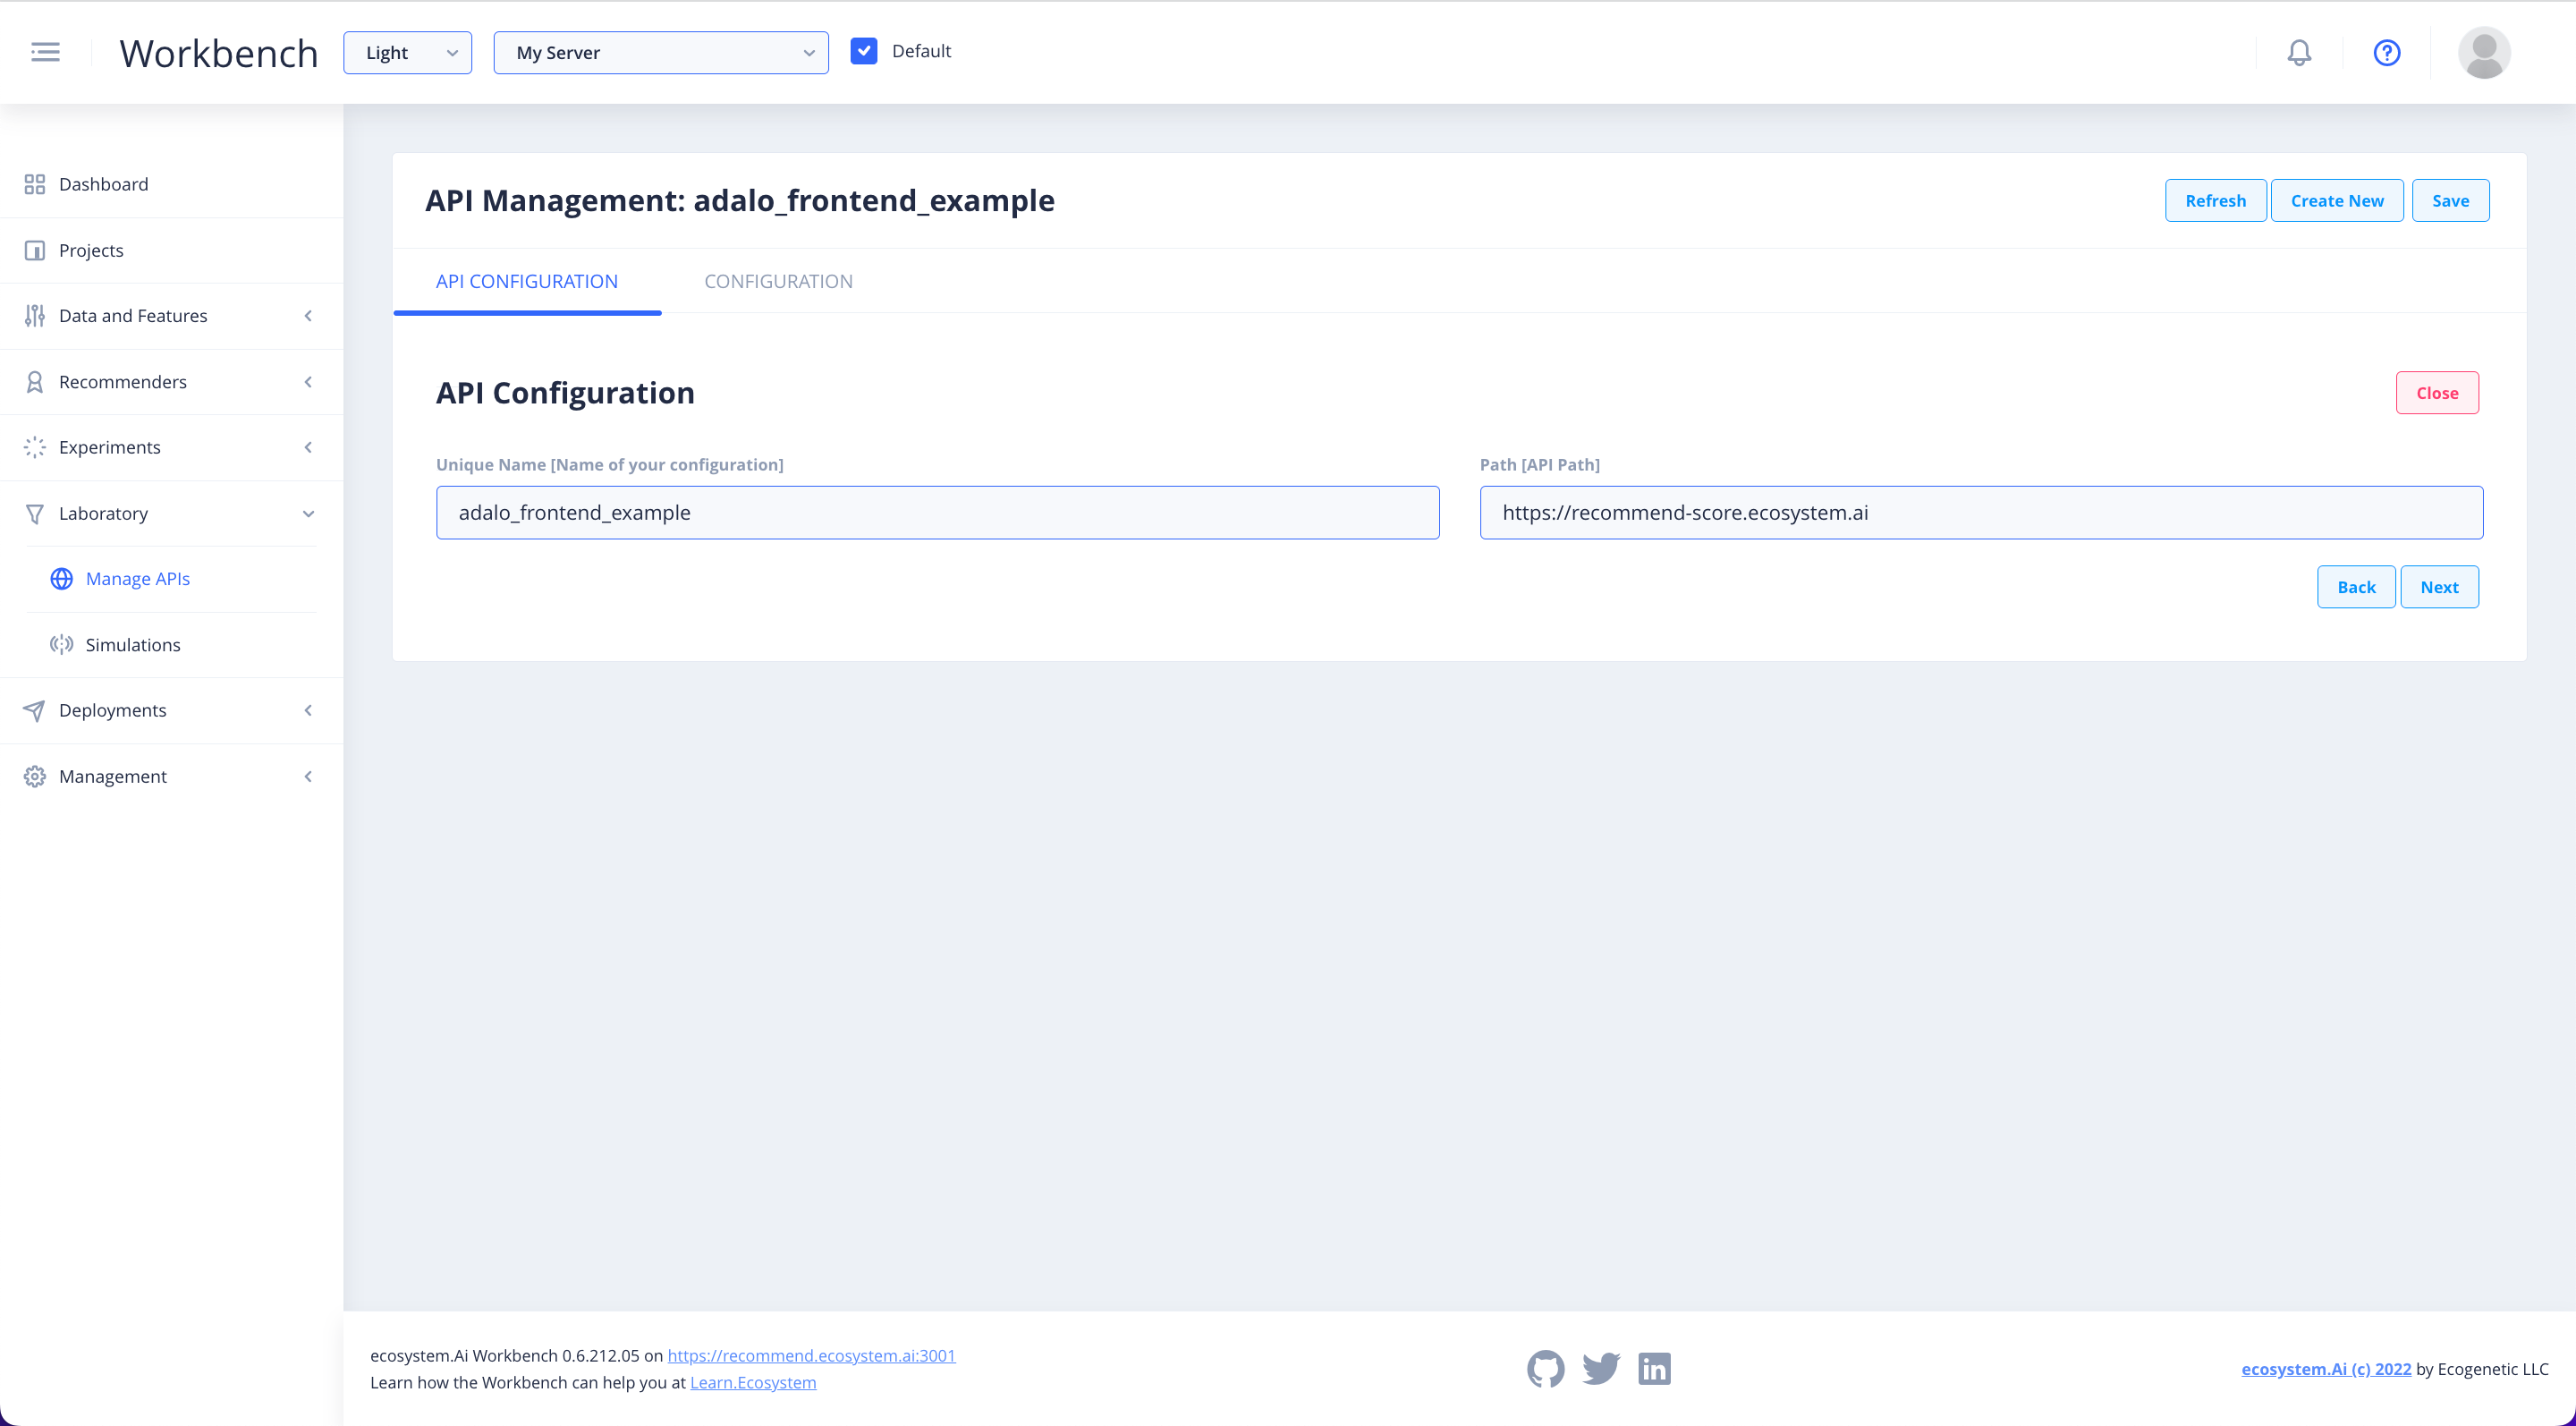 Workbench
Light
My Server
Default
Dashboard
Projects
Data and Features
Recommenders
Experiments
Laboratory
Manage APIs
Simulations
Deployments
Management
API Management: adalo_frontend_example
Refresh
Create New
Save
API CONFIGURATION
CONFIGURATION
API Configuration
Close
Unique Name [Name of your configuration]
Path [API Path]
adalo_frontend_example
https://recommend-score.ecosystem.ai
Back
Next
ecosystem.Ai Workbench 0.6.212.05 on https://recommend.ecosystem.ai:3001
Learn how the Workbench can help you at Learn.Ecosystem
in
ecosystem.Ai (c) 2022 by Ecogenetic LLC